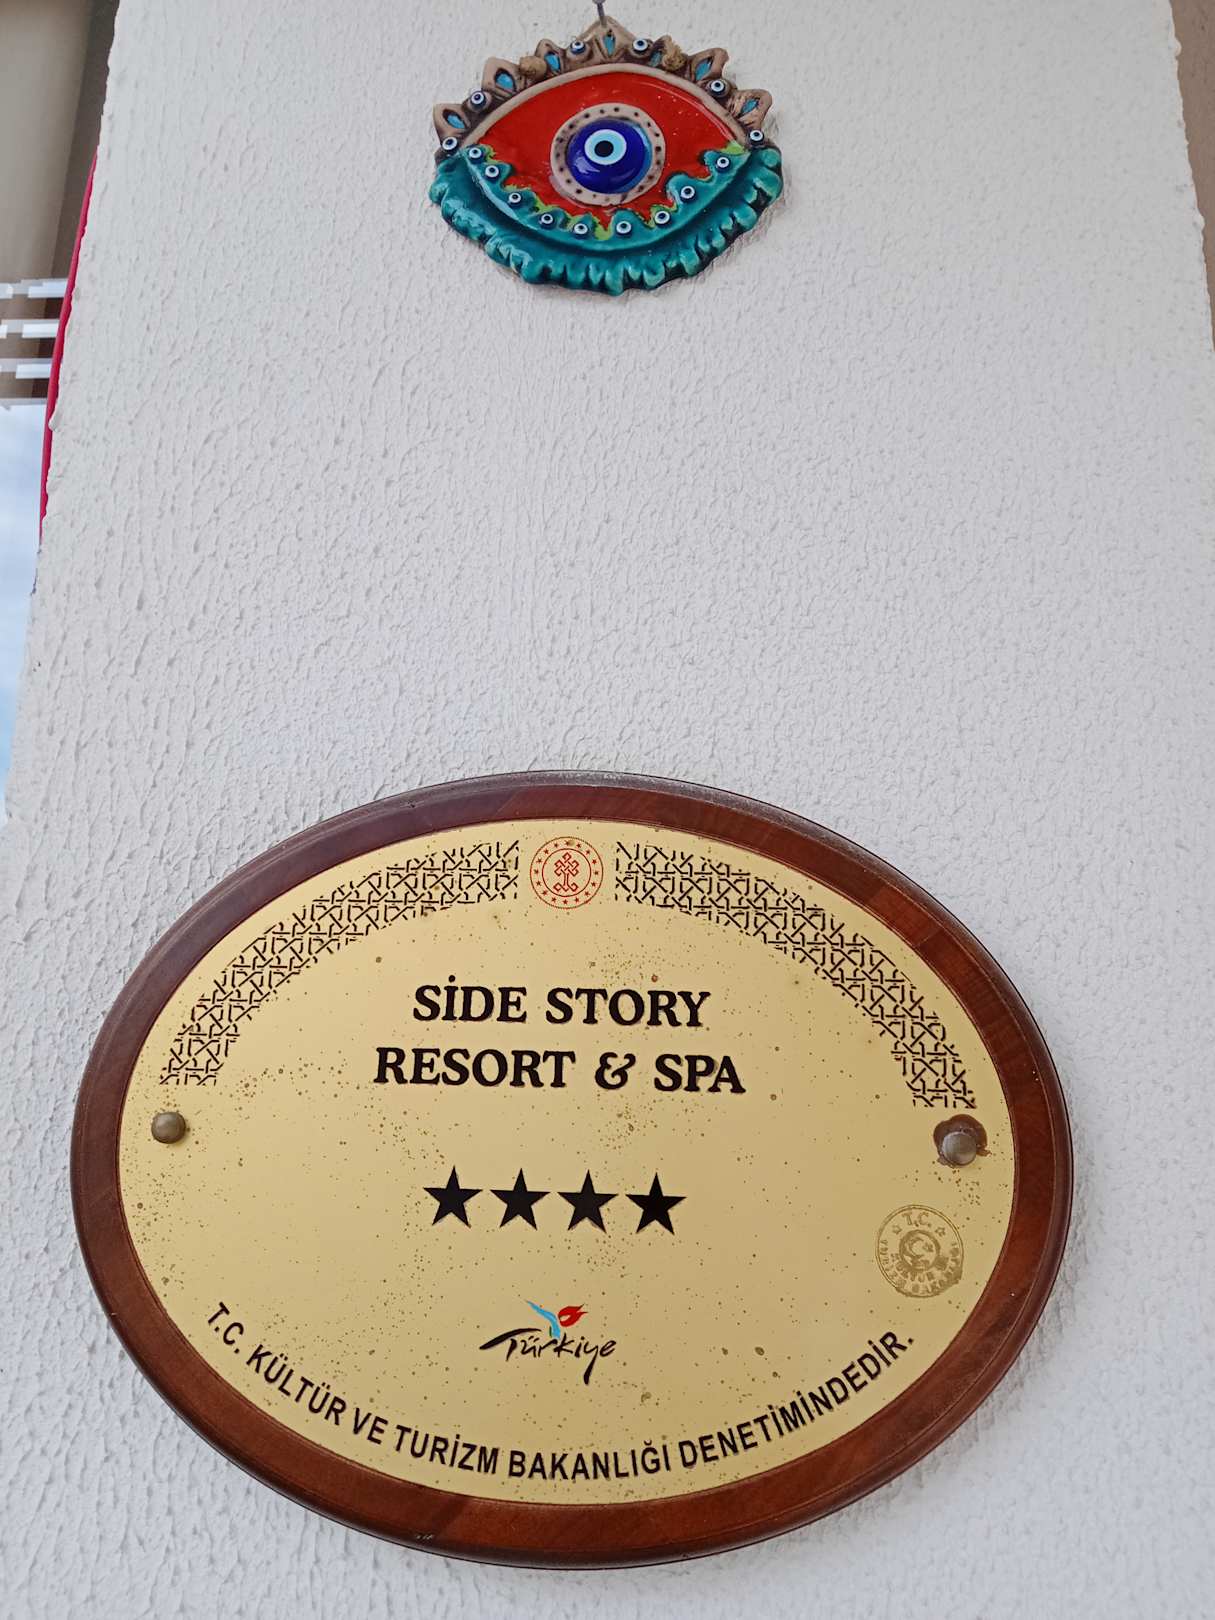 SİDE STORY
RESORT & SPA
T.C.
Türkiye
T.C. KÜLTÜR VE TURİZM BAKANLIĞI DENETİMİNDEDİR.